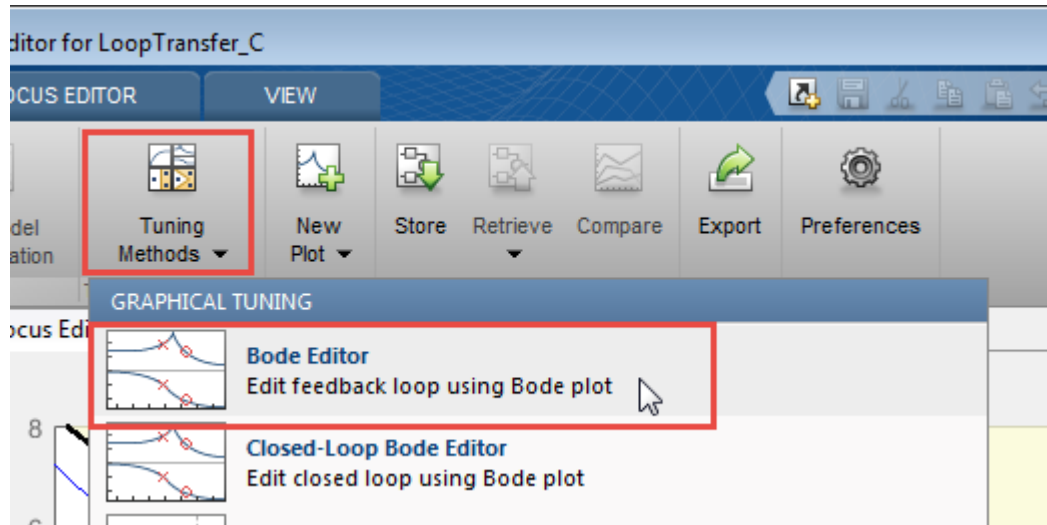 ditor for LoopTransfer_C
OCUS EDITOR
VIEW
del
ation
Tuning
Methods
New
Plot
Store
Retrieve
Compare
Export
Preferences
GRAPHICAL TUNING
ocus Edi
Bode Editor
Edit feedback loop using Bode plot
8
Closed-Loop Bode Editor
Edit closed loop using Bode plot